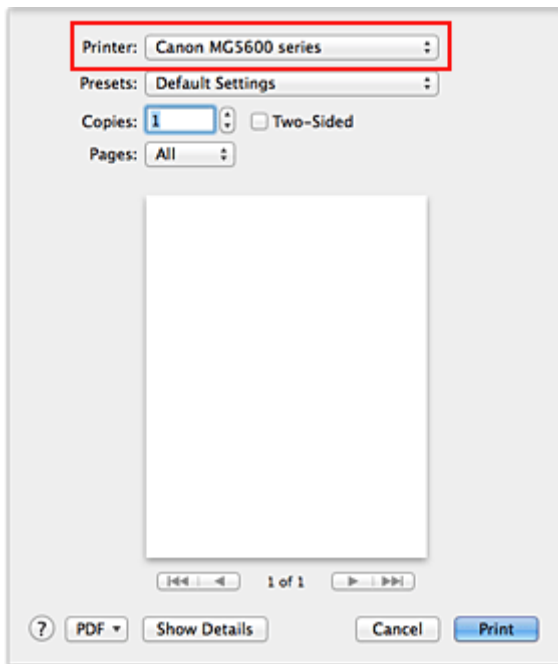 Printer: Canon MG5600 series
Presets: Default Settings
Copies: 1 Two-Sided
Pages: All
1 of 1
? PDF Show Details Cancel Print